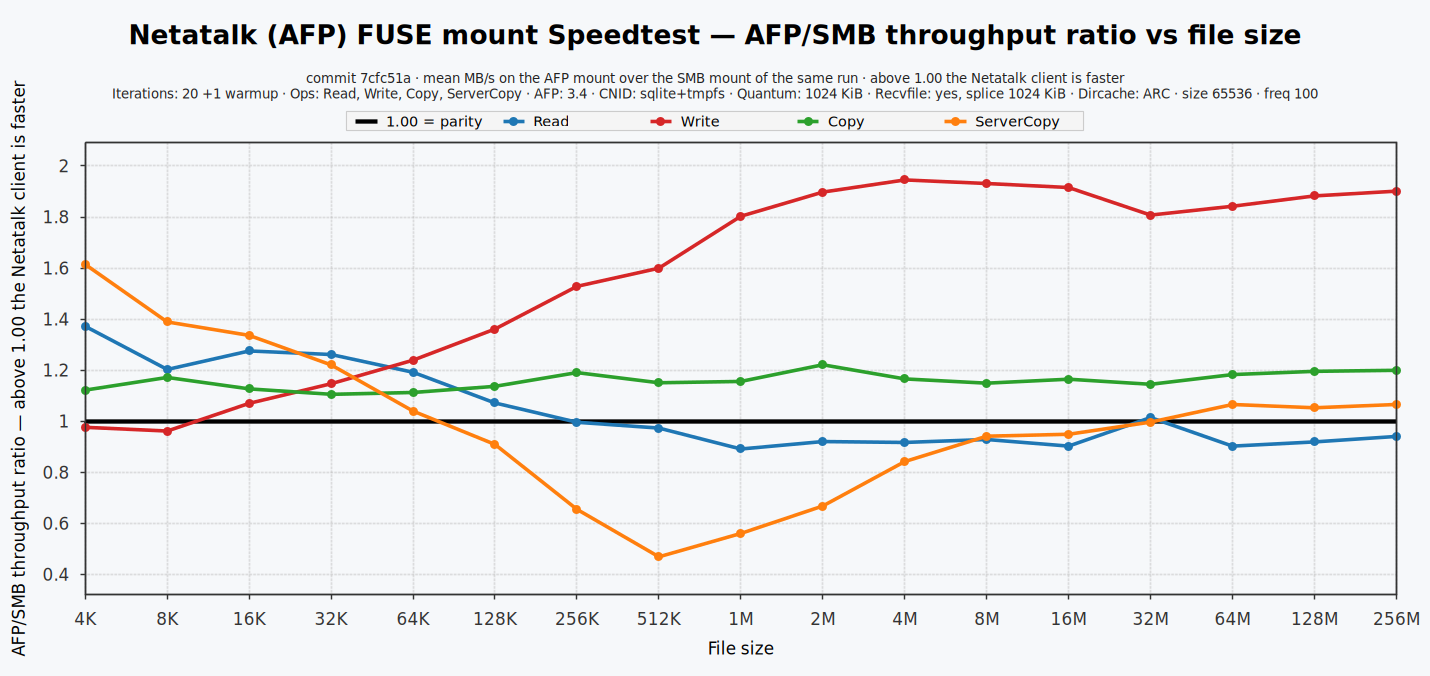 Netatalk (AFP) FUSE mount Speedtest — AFP/SMB throughput ratio vs file size
commit 7cfc51a · mean MB/s on the AFP mount over the SMB mount of the same run · above 1.00 the Netatalk client is faster
Iterations: 20 +1 warmup · Ops: Read, Write, Copy, ServerCopy · AFP: 3.4 · CNID: sqlite+tmpfs · Quantum: 1024 KiB · Recvfile: yes, splice 1024 KiB · Dircache: ARC · size 65536 · freq 100
1.00 = parity Read Write Copy ServerCopy
AFP/SMB throughput ratio — above 1.00 the Netatalk client is faster
2
1.8
1.6
1.4
1.2
1
0.8
0.6
0.4
4K 8K 16K 32K 64K 128K 256K 512K 1M 2M 4M 8M 16M 32M 64M 128M 256M
File size